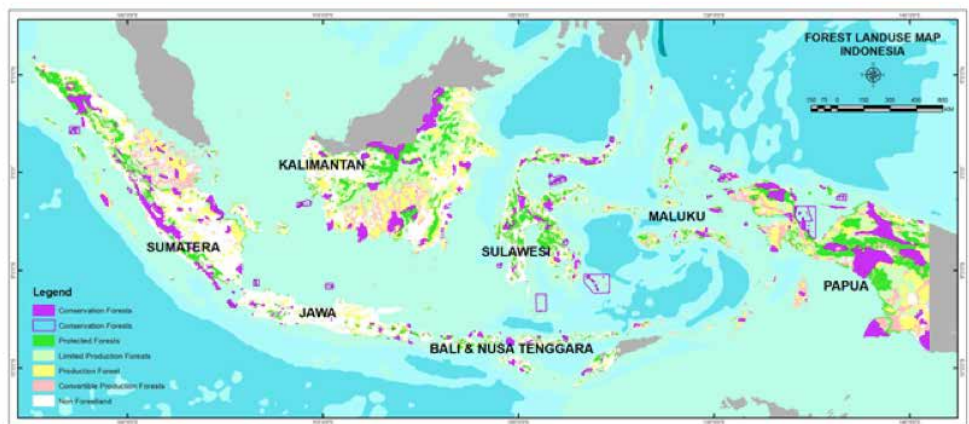 FOREST LANDUSE MAP
INDONESIA
KALIMANTAN
MALUKU
SUMATERA
SULAWESI
PAPUA
JAWA
BALI & NUSA TENGGARA
Legend
Conservation Forests
Conservation Forests
Protected Forests
Limited Production Forests
Production Forest
Convertible Production Forests
Non Forestland